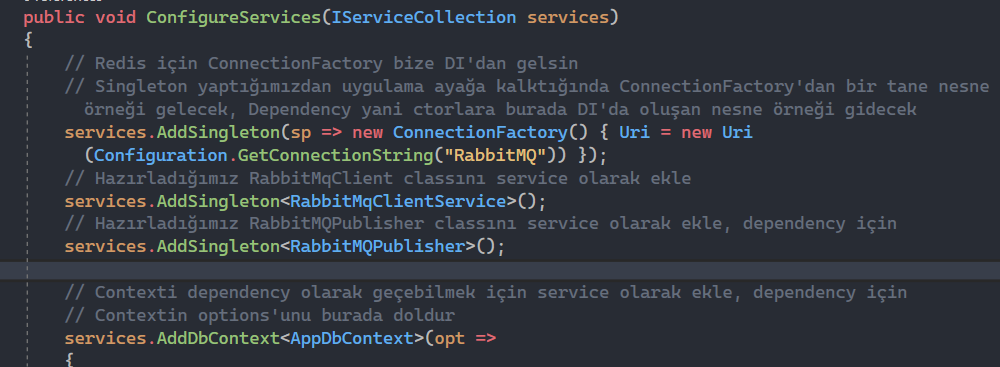 public void ConfigureServices(IServiceCollection services)
{
// Redis için ConnectionFactory bize DI'dan gelsin
// Singleton yaptığımızdan uygulama ayağa kalktığında ConnectionFactory'dan bir tane nesne
örneği gelecek, Dependency yani ctorlara burada DI'da oluşan nesne örneği gidecek
services.AddSingleton(sp => new ConnectionFactory() { Uri = new Uri
(Configuration.GetConnectionString("RabbitMQ")) });
// Hazırladığımız RabbitMqClient classını service olarak ekle
services.AddSingleton<RabbitMqClientService>();
// Hazırladığımız RabbitMQPublisher classını service olarak ekle, dependency için
services.AddSingleton<RabbitMQPublisher>();
// Contexti dependency olarak geçebilmek için service olarak ekle, dependency için
// Contextin options'unu burada doldur
services.AddDbContext<AppDbContext>(opt =>
{